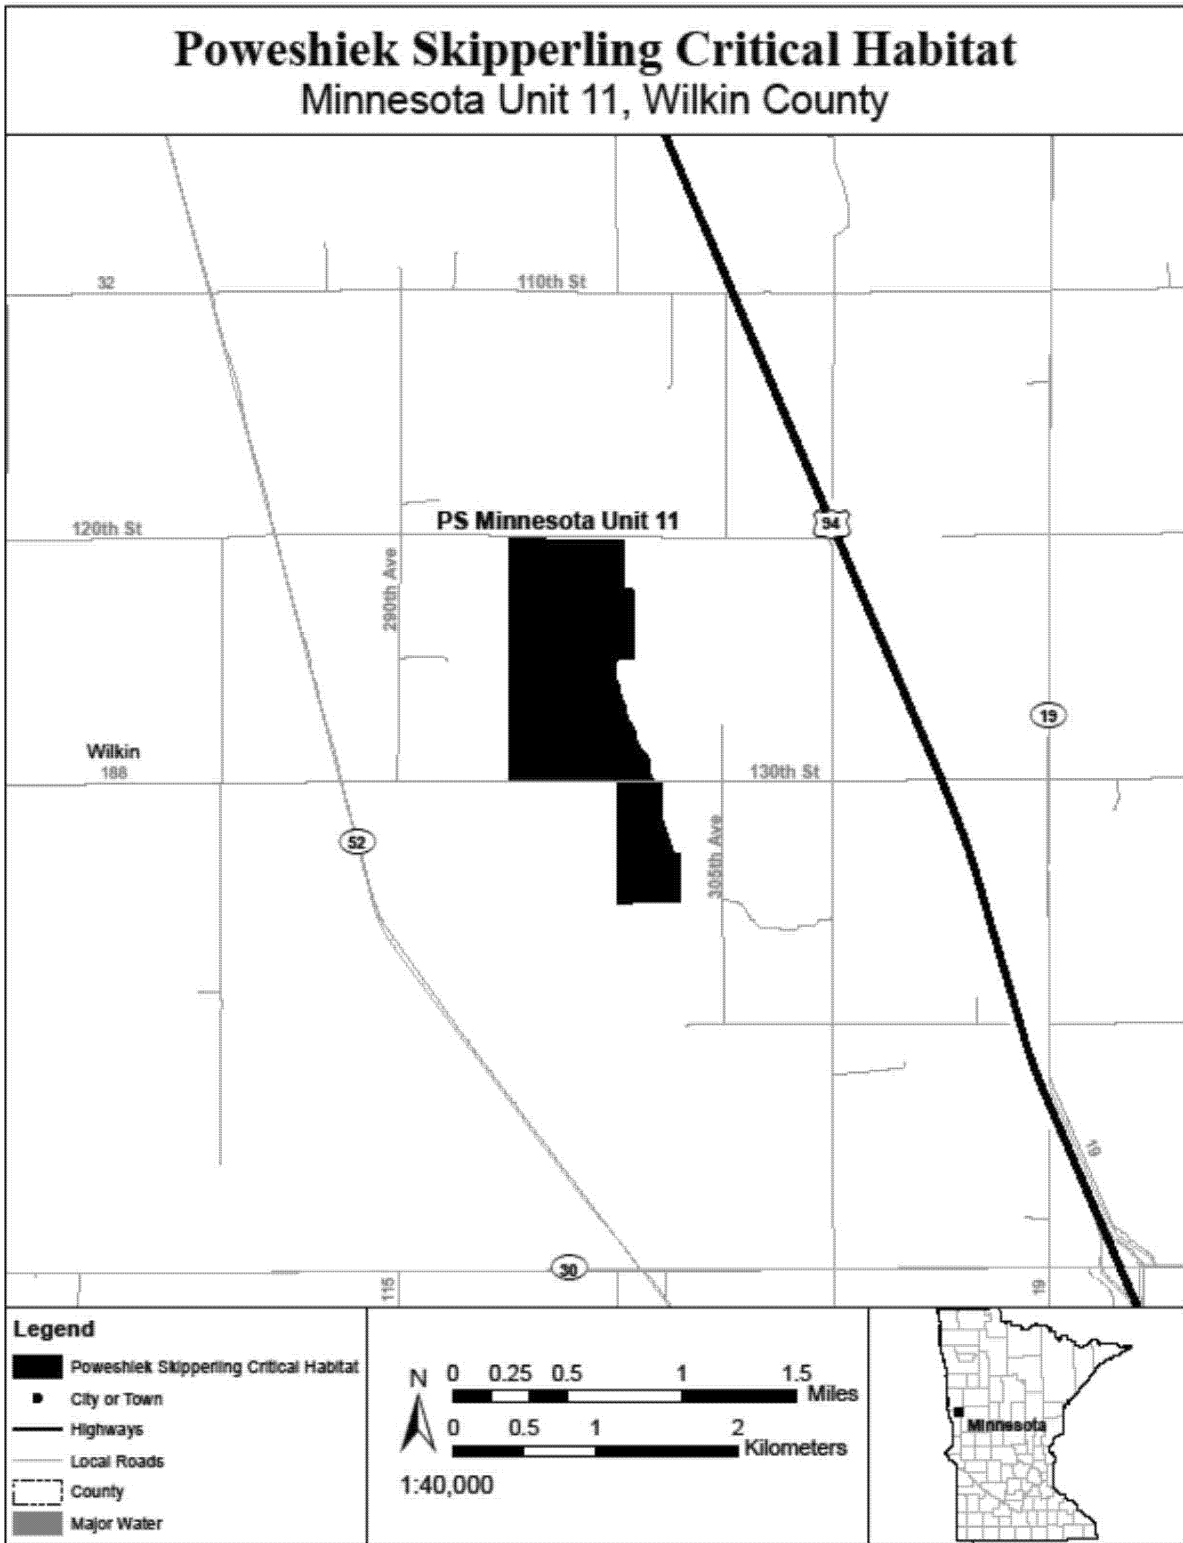 Poweshiek Skipperling Critical Habitat
Minnesota Unit 11, Wilkin County
32
110th St
120th St
PS Minnesota Unit 11
94
290th Ave
19
Wilkin
188
130th St
52
305th Ave
19
30
115
19
Legend
Poweshiek Skipperling Critical Habitat
City or Town
Highways
Local Roads
County
Major Water
N
0 0.25 0.5 1 1.5
Miles
0 0.5 1 2
Kilometers
1:40,000
Minnesota